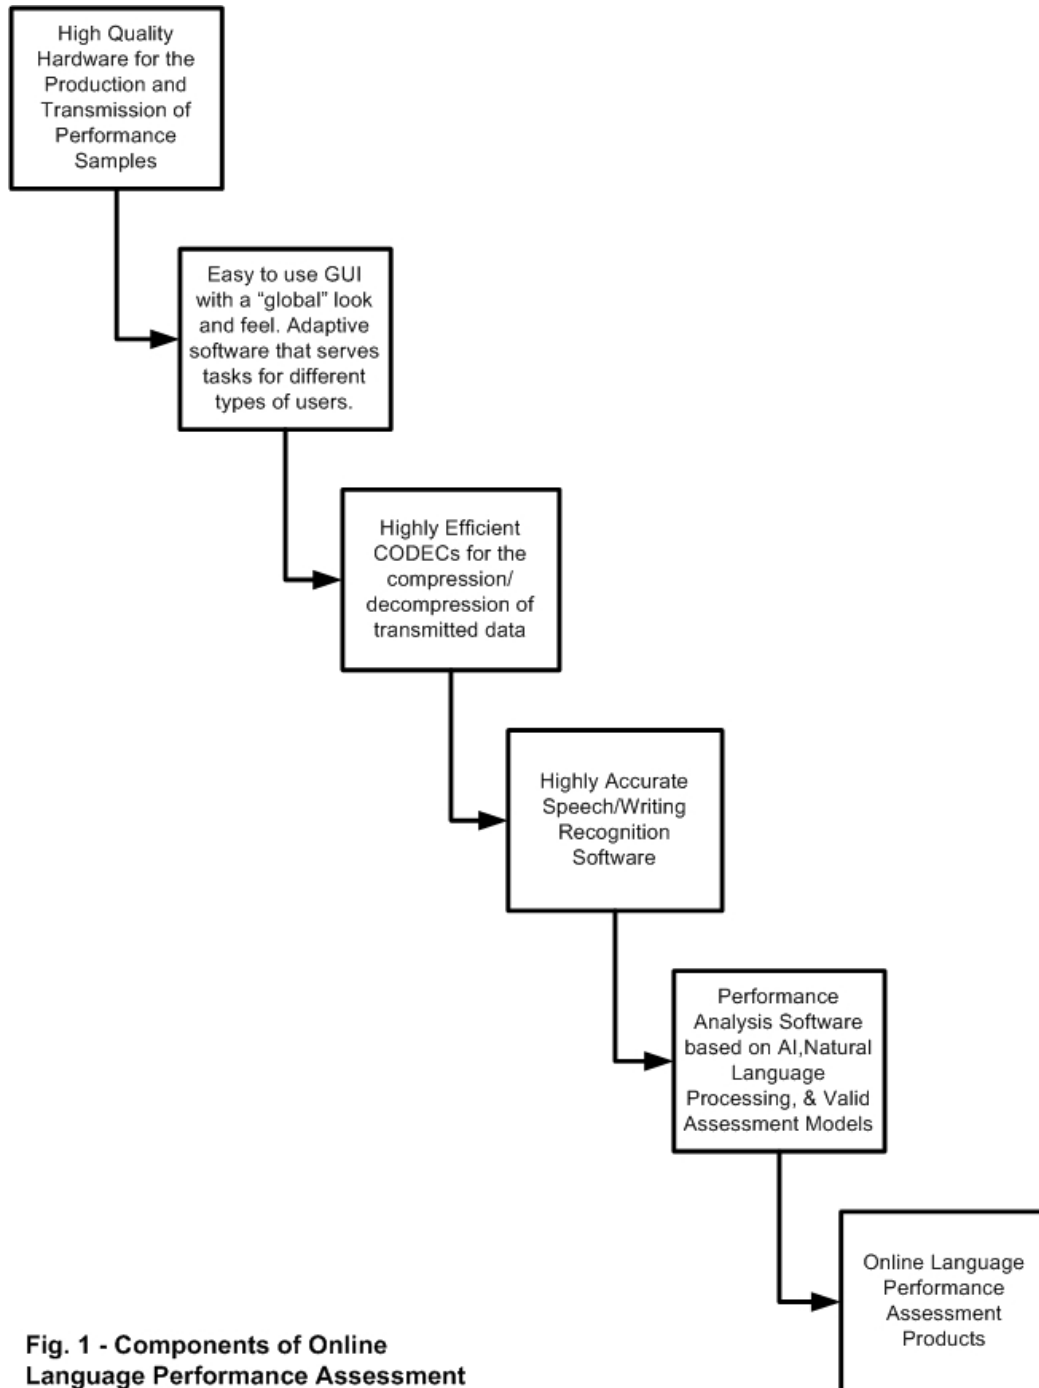 High Quality
Hardware for the
Production and
Transmission of
Performance
Samples
Easy to use GUI
with a “global” look
and feel. Adaptive
software that serves
tasks for different
types of users.
Highly Efficient
CODECs for the
compression/
decompression of
transmitted data
Highly Accurate
Speech/Writing
Recognition
Software
Performance
Analysis Software
based on AI,Natural
Language
Processing, & Valid
Assessment Models
Online Language
Performance
Assessment
Products
Fig. 1 - Components of Online
Language Performance Assessment